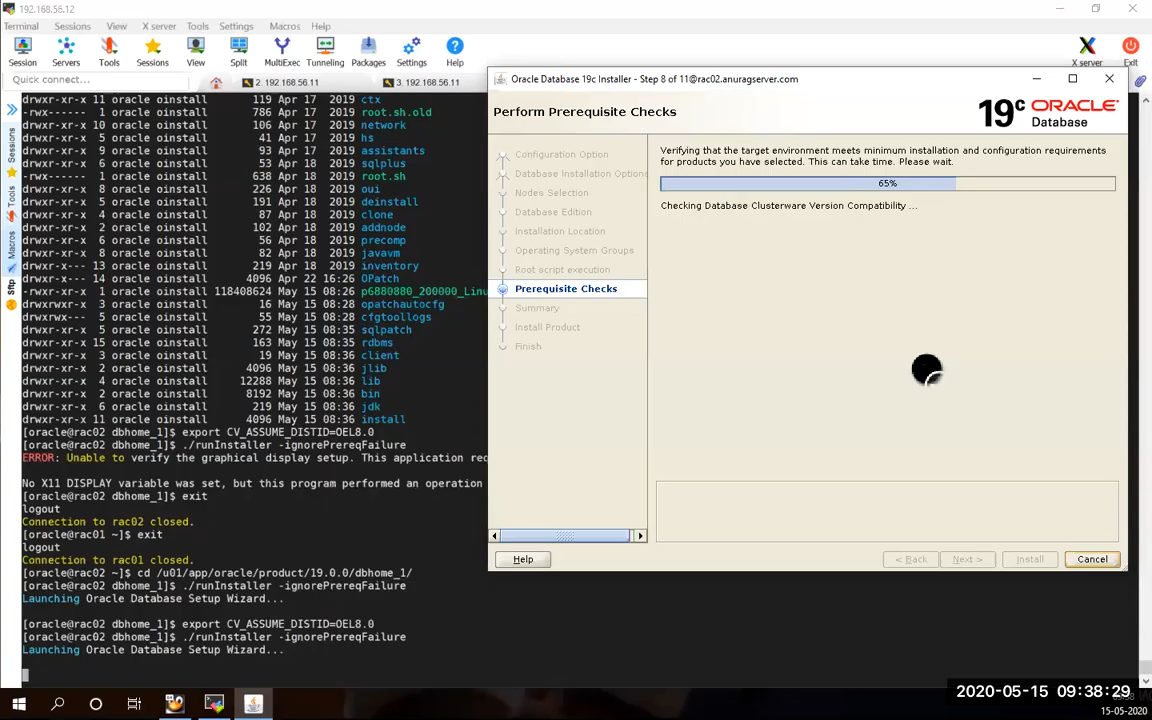 192.168.56.12
Terminal Sessions View X server Tools Settings Macros Help
Session Servers Tools Sessions View Split MultiExec Tunneling Packages Settings Help X server Exit
Quick connect...
2. 192.168.56.11
3. 192.168.56.11
Sessions
Tools
Macros
Sftp
drwxr-xr-x 11 oracle oinstall 119 Apr 17 2019 ctx
-rwx------ 1 oracle oinstall 786 Apr 17 2019 root.sh.old
drwxr-xr-x 10 oracle oinstall 106 Apr 17 2019 network
drwxr-xr-x 5 oracle oinstall 41 Apr 17 2019 hs
drwxr-xr-x 5 oracle oinstall 393 Apr 17 2019 assistants
drwxr-xr-x 6 oracle oinstall 53 Apr 18 2019 sqlplus
-rwx------ 1 oracle oinstall 638 Apr 18 2019 root.sh
drwxr-xr-x 8 oracle oinstall 226 Apr 18 2019 oui
drwxr-xr-x 5 oracle oinstall 191 Apr 18 2019 deinstall
drwxr-xr-x 4 oracle oinstall 87 Apr 18 2019 clone
drwxr-xr-x 2 oracle oinstall 102 Apr 18 2019 addnode
drwxr-xr-x 6 oracle oinstall 56 Apr 18 2019 precomp
drwxr-xr-x 8 oracle oinstall 82 Apr 18 2019 javavm
drwxr-x--- 13 oracle oinstall 219 Apr 18 2019 inventory
drwxr-x--- 14 oracle oinstall 4096 Apr 22 16:26 OPatch
-rwxr-xr-x 1 oracle oinstall 118408624 May 15 08:26 p6880880_200000_Linu
drwxr-xr-x 3 oracle oinstall 16 May 15 08:28 opatchautocfg
drwxrwx--- 3 oracle oinstall 55 May 15 08:28 cfgtoollogs
drwxr-xr-x 5 oracle oinstall 272 May 15 08:35 sqlpatch
drwxr-xr-x 15 oracle oinstall 163 May 15 08:35 rdbms
drwxr-xr-x 3 oracle oinstall 19 May 15 08:36 client
drwxr-xr-x 2 oracle oinstall 4096 May 15 08:36 jlib
drwxr-xr-x 4 oracle oinstall 12288 May 15 08:36 lib
drwxr-xr-x 2 oracle oinstall 8192 May 15 08:36 bin
drwxr-xr-x 6 oracle oinstall 219 May 15 08:36 jdk
drwxr-xr-x 11 oracle oinstall 4096 May 15 08:36 install
[oracle@rac02 dbhome_1]$ export CV_ASSUME_DISTID=OEL8.0
[oracle@rac02 dbhome_1]$ ./runInstaller -ignorePrereqFailure
ERROR: Unable to verify the graphical display setup. This application req
No X11 DISPLAY variable was set, but this program performed an operation
[oracle@rac02 dbhome_1]$ exit
logout
Connection to rac02 closed.
[oracle@rac01 ~]$ exit
logout
Connection to rac01 closed.
[oracle@rac02 ~]$ cd /u01/app/oracle/product/19.0.0/dbhome_1/
[oracle@rac02 dbhome_1]$ ./runInstaller -ignorePrereqFailure
Launching Oracle Database Setup Wizard...
[oracle@rac02 dbhome_1]$ export CV_ASSUME_DISTID=OEL8.0
[oracle@rac02 dbhome_1]$ ./runInstaller -ignorePrereqFailure
Launching Oracle Database Setup Wizard...
Oracle Database 19c Installer - Step 8 of 11@rac02.anuragserver.com
Perform Prerequisite Checks
19c ORACLE
Database
Configuration Option
Database Installation Options
Nodes Selection
Database Edition
Installation Location
Operating System Groups
Root script execution
Prerequisite Checks
Summary
Install Product
Finish
Verifying that the target environment meets minimum installation and configuration requirements
for products you have selected. This can take time. Please wait.
65%
Checking Database Clusterware Version Compatibility ...
Help
< Back
Next >
Install
Cancel
2020-05-15 09:38:29
15-05-2020